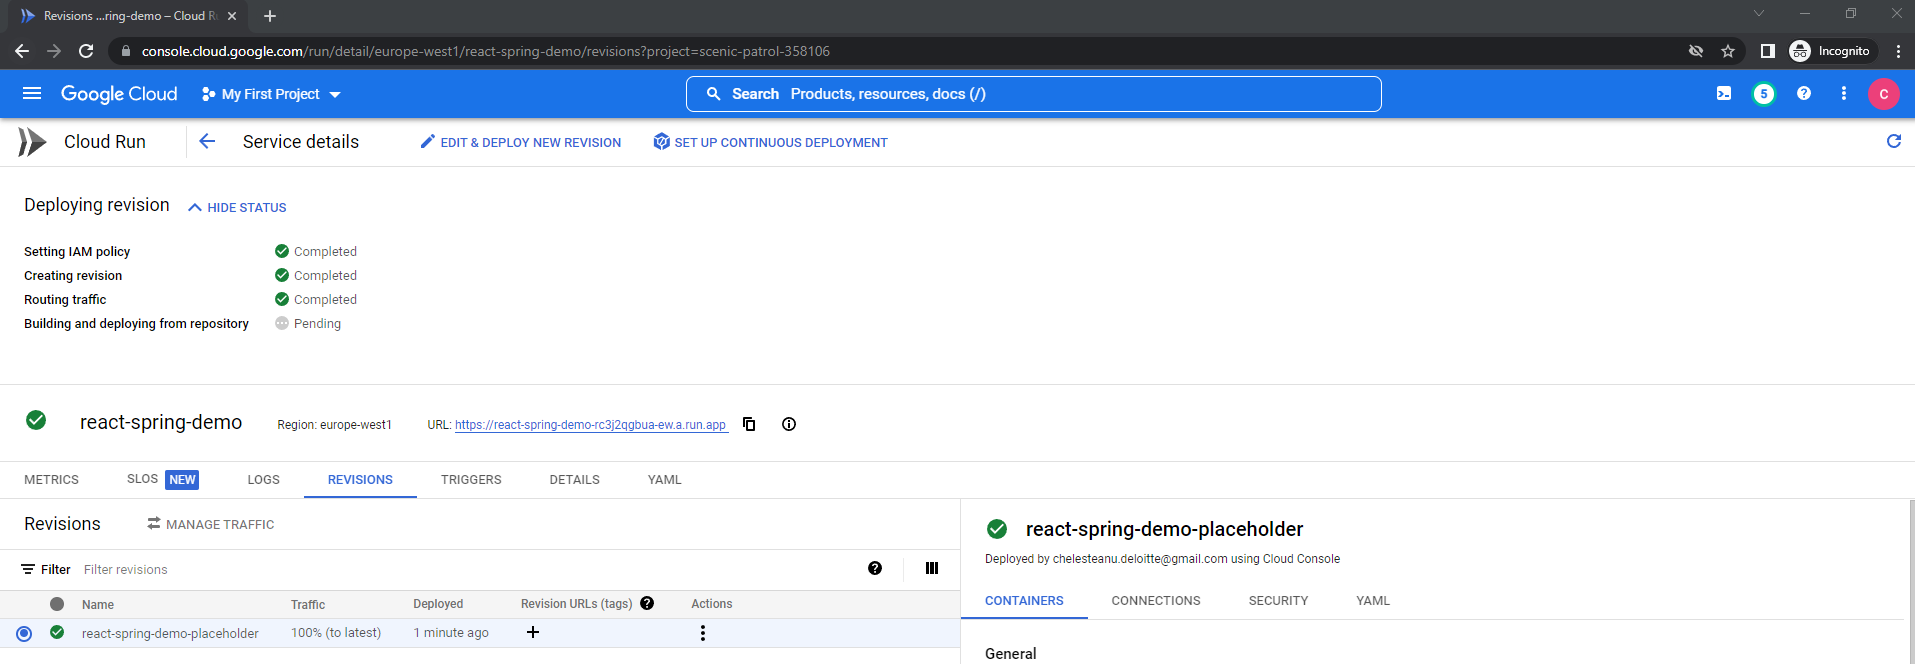 Revisions ...ring-demo – Cloud Ru
console.cloud.google.com/run/detail/europe-west1/react-spring-demo/revisions?project=scenic-patrol-358106
Incognito
Google Cloud
My First Project
Search Products, resources, docs (/)
5
C
Cloud Run
Service details
EDIT & DEPLOY NEW REVISION
SET UP CONTINUOUS DEPLOYMENT
Deploying revision
HIDE STATUS
Setting IAM policy Completed
Creating revision Completed
Routing traffic Completed
Building and deploying from repository Pending
react-spring-demo
Region: europe-west1
URL: https://react-spring-demo-rc3j2qgbua-ew.a.run.app
METRICS SLOS NEW LOGS REVISIONS TRIGGERS DETAILS YAML
Revisions
MANAGE TRAFFIC
Filter Filter revisions
Name Traffic Deployed Revision URLs (tags) Actions
react-spring-demo-placeholder 100% (to latest) 1 minute ago
react-spring-demo-placeholder
Deployed by chelesteanu.deloitte@gmail.com using Cloud Console
CONTAINERS CONNECTIONS SECURITY YAML
General